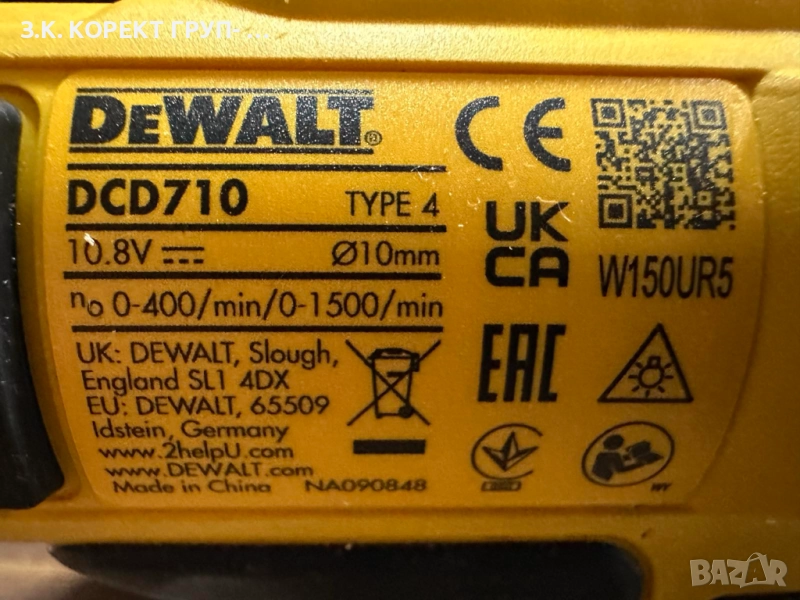 З.К. КОРЕКТ ГРУП- ...
DEWALT®
DCD710 TYPE 4
10.8V Ø10mm
n₀ 0-400/min/0-1500/min
UK: DEWALT, Slough,
England SL1 4DX
EU: DEWALT, 65509
Idstein, Germany
www.2helpU.com
www.DEWALT.com
Made in China NA090848
CE
UK
CA
W150UR5
EAC
BAZAR